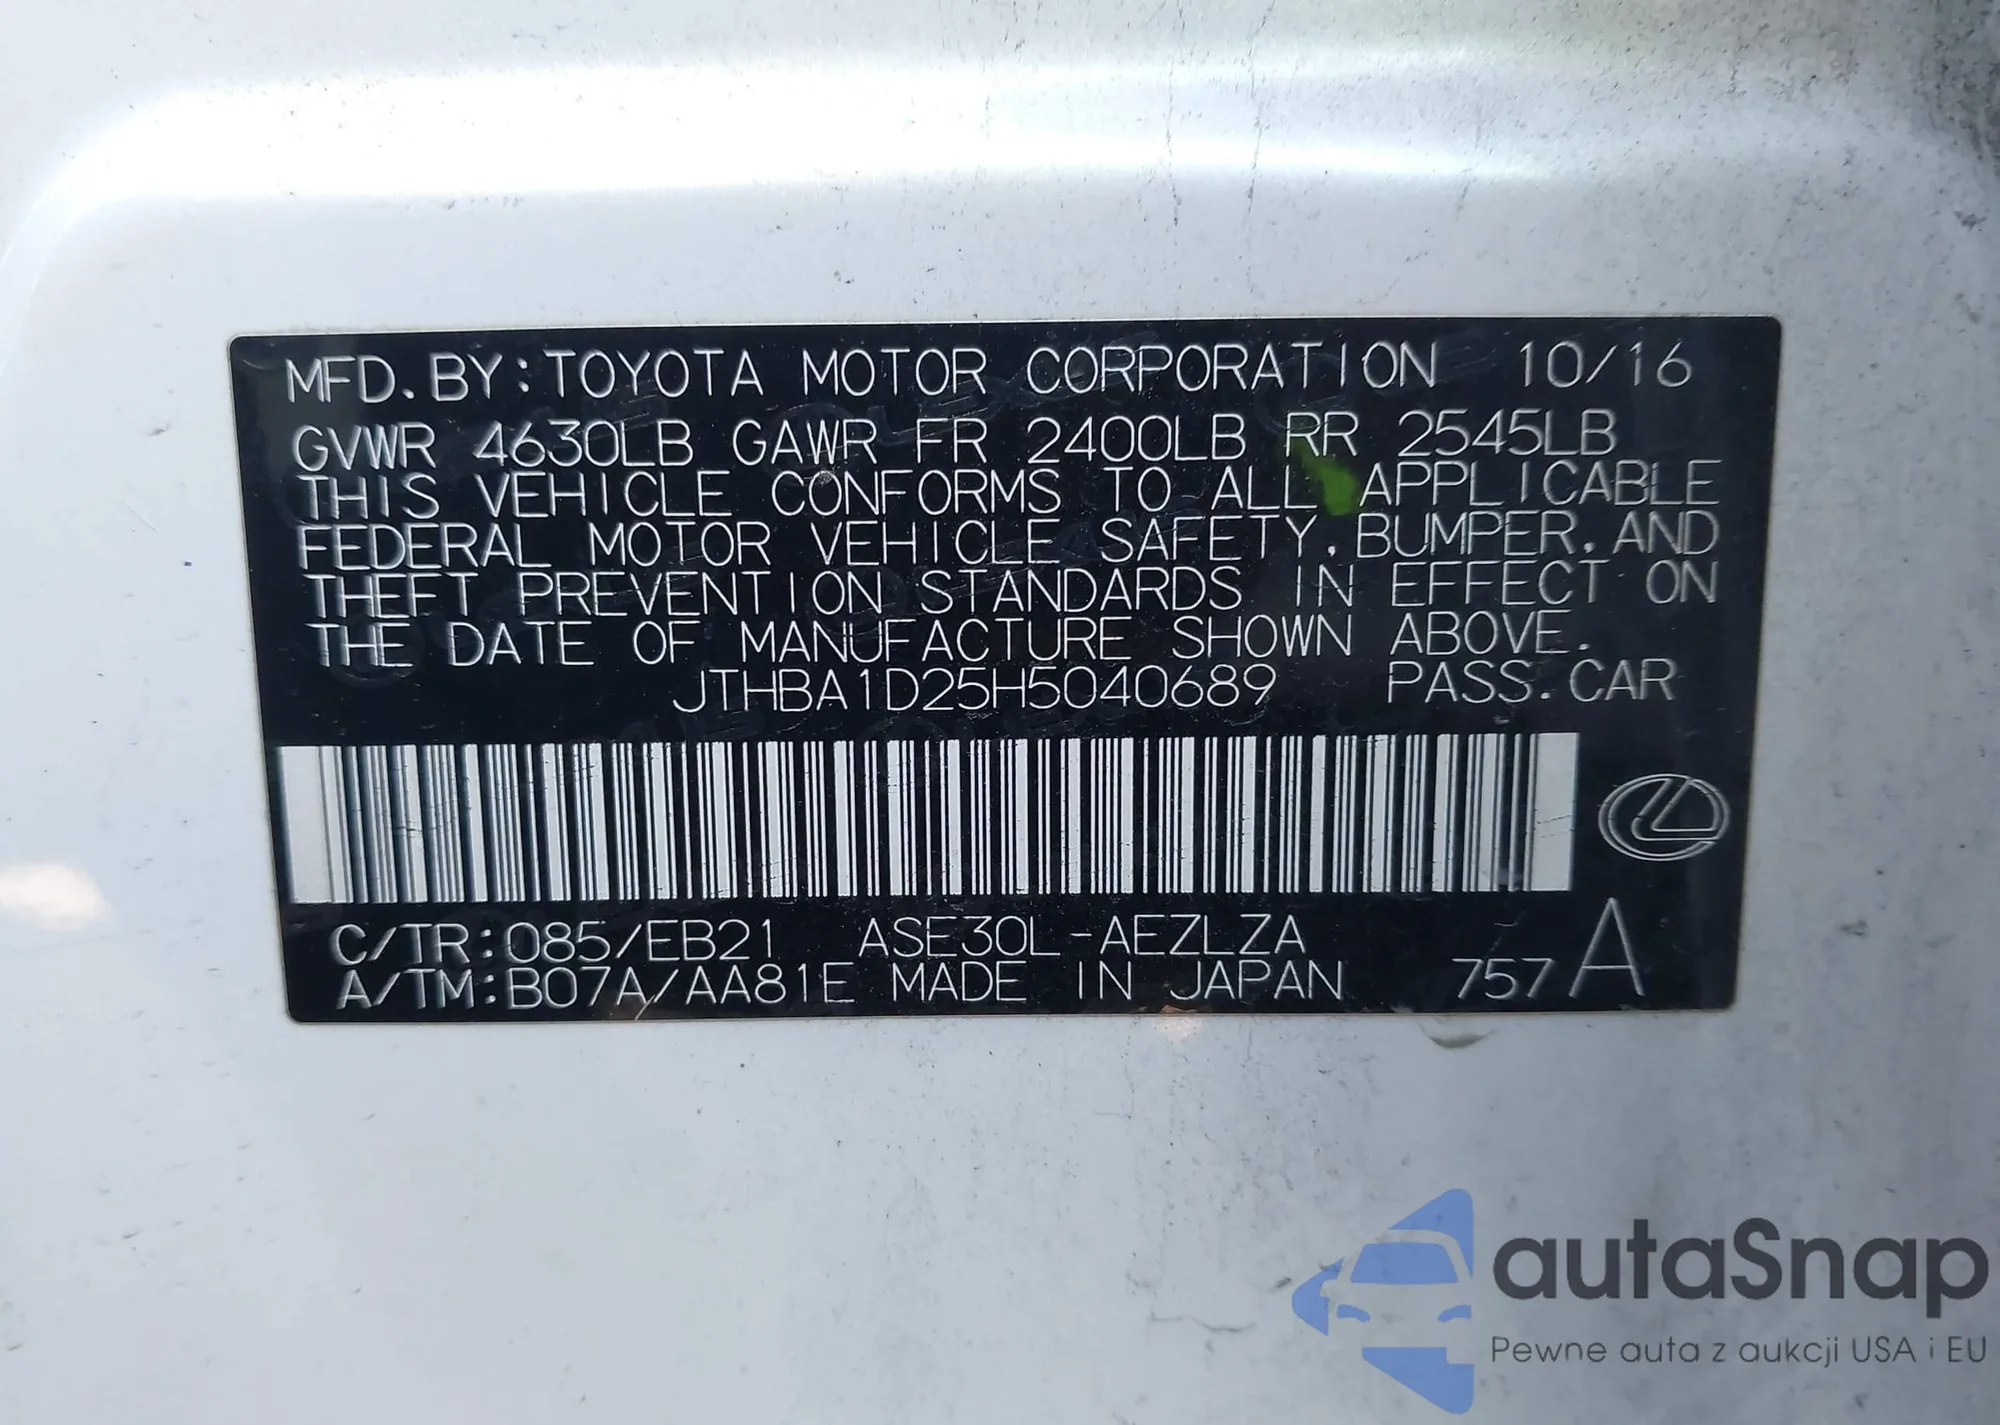 MFD.BY:TOYOTA MOTOR CORPORATION 10/16
GVWR 4630LB GAWR FR 2400LB RR 2545LB
THIS VEHICLE CONFORMS TO ALL APPLICABLE
FEDERAL MOTOR VEHICLE SAFETY, BUMPER, AND
THEFT PREVENTION STANDARDS IN EFFECT ON
THE DATE OF MANUFACTURE SHOWN ABOVE.
JTHBA1D25H5040689 PASS.CAR
C/TR:085/EB21 ASE30L-AEZLZA
A/TM:B07A/AA81E MADE IN JAPAN 757A
autaSnap
Pewne auta z aukcji USA i EU